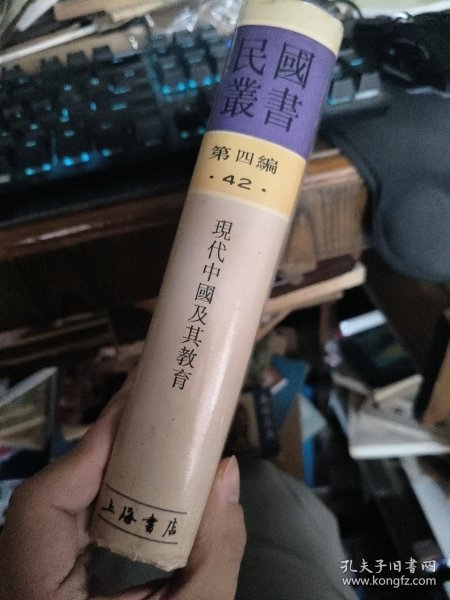 民國
叢書
第四編
·42·
現代中國及其教育
上海書店
孔夫子旧书网
www.kongfz.com